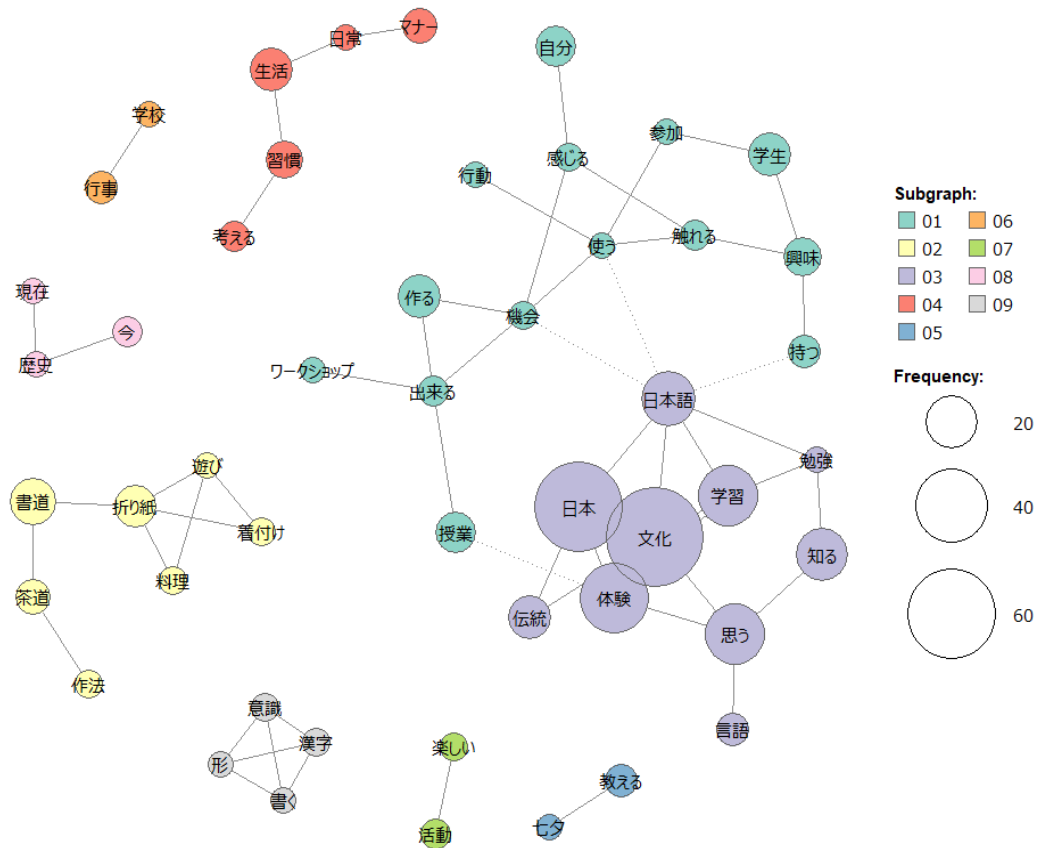 マナー
日常
自分
生活
学校
参加
学生
習慣
感じる
行動
行事
考える
使う
触れる
興味
現在
作る
機会
今
歴史
ワークショップ
出来る
持つ
日本語
遊び
勉強
書道
折り紙
学習
日本
着付け
授業
文化
知る
料理
茶道
体験
伝統
思う
作法
意識
言語
漢字
楽しい
形
教える
書く
七夕
活動
Subgraph:
01 06
02 07
03 08
04 09
05
Frequency:
20
40
60